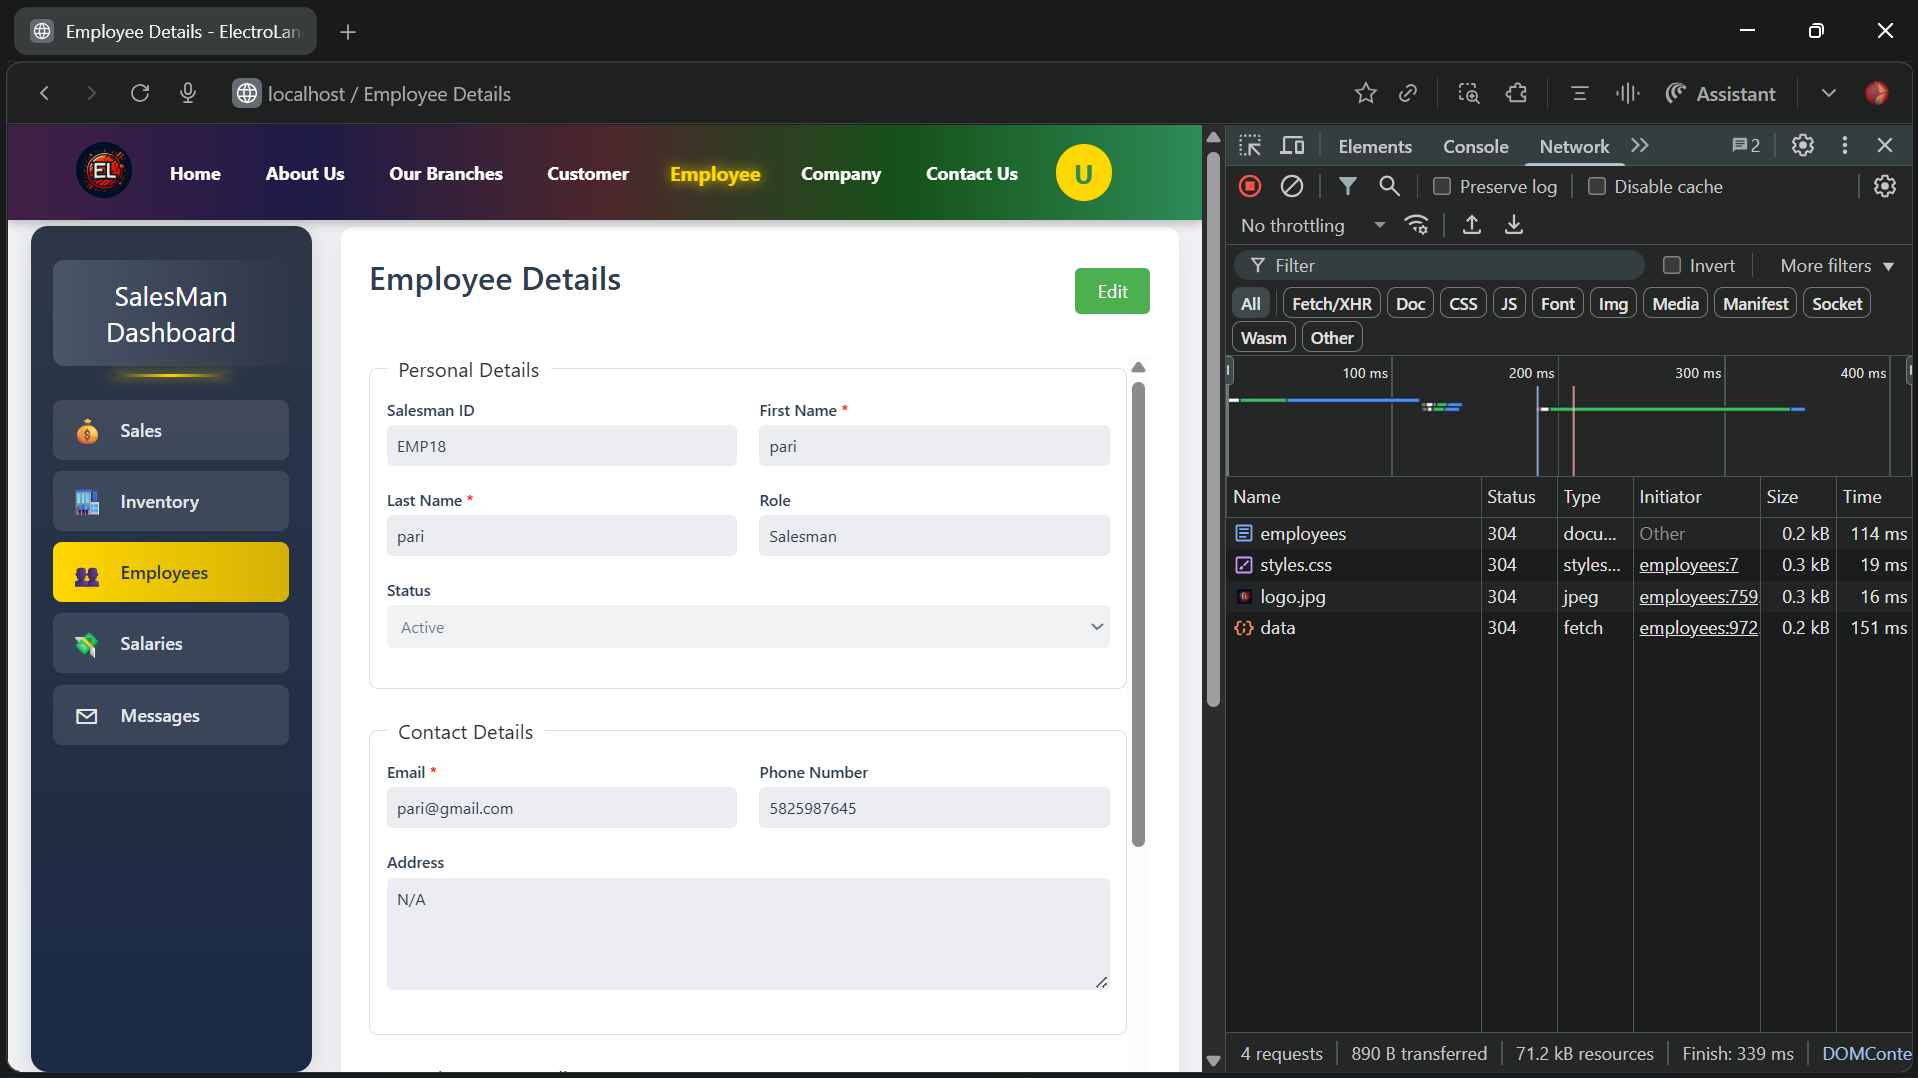 Employee Details - ElectroLan
localhost / Employee Details
Assistant
EL
Home
About Us
Our Branches
Customer
Employee
Company
Contact Us
U
SalesMan
Dashboard
Sales
Inventory
Employees
Salaries
Messages
Employee Details
Edit
Personal Details
Salesman ID
First Name *
EMP18
pari
Last Name *
Role
pari
Salesman
Status
Active
Contact Details
Email *
Phone Number
pari@gmail.com
5825987645
Address
N/A
Elements
Console
Network
2
Preserve log
Disable cache
No throttling
Filter
Invert
More filters
All
Fetch/XHR
Doc
CSS
JS
Font
Img
Media
Manifest
Socket
Wasm
Other
100 ms
200 ms
300 ms
400 ms
Name Status Type Initiator Size Time
employees 304 docu... Other 0.2 kB 114 ms
styles.css 304 styles... employees:7 0.3 kB 19 ms
logo.jpg 304 jpeg employees:759 0.3 kB 16 ms
data 304 fetch employees:972 0.2 kB 151 ms
4 requests
890 B transferred
71.2 kB resources
Finish: 339 ms
DOMConte